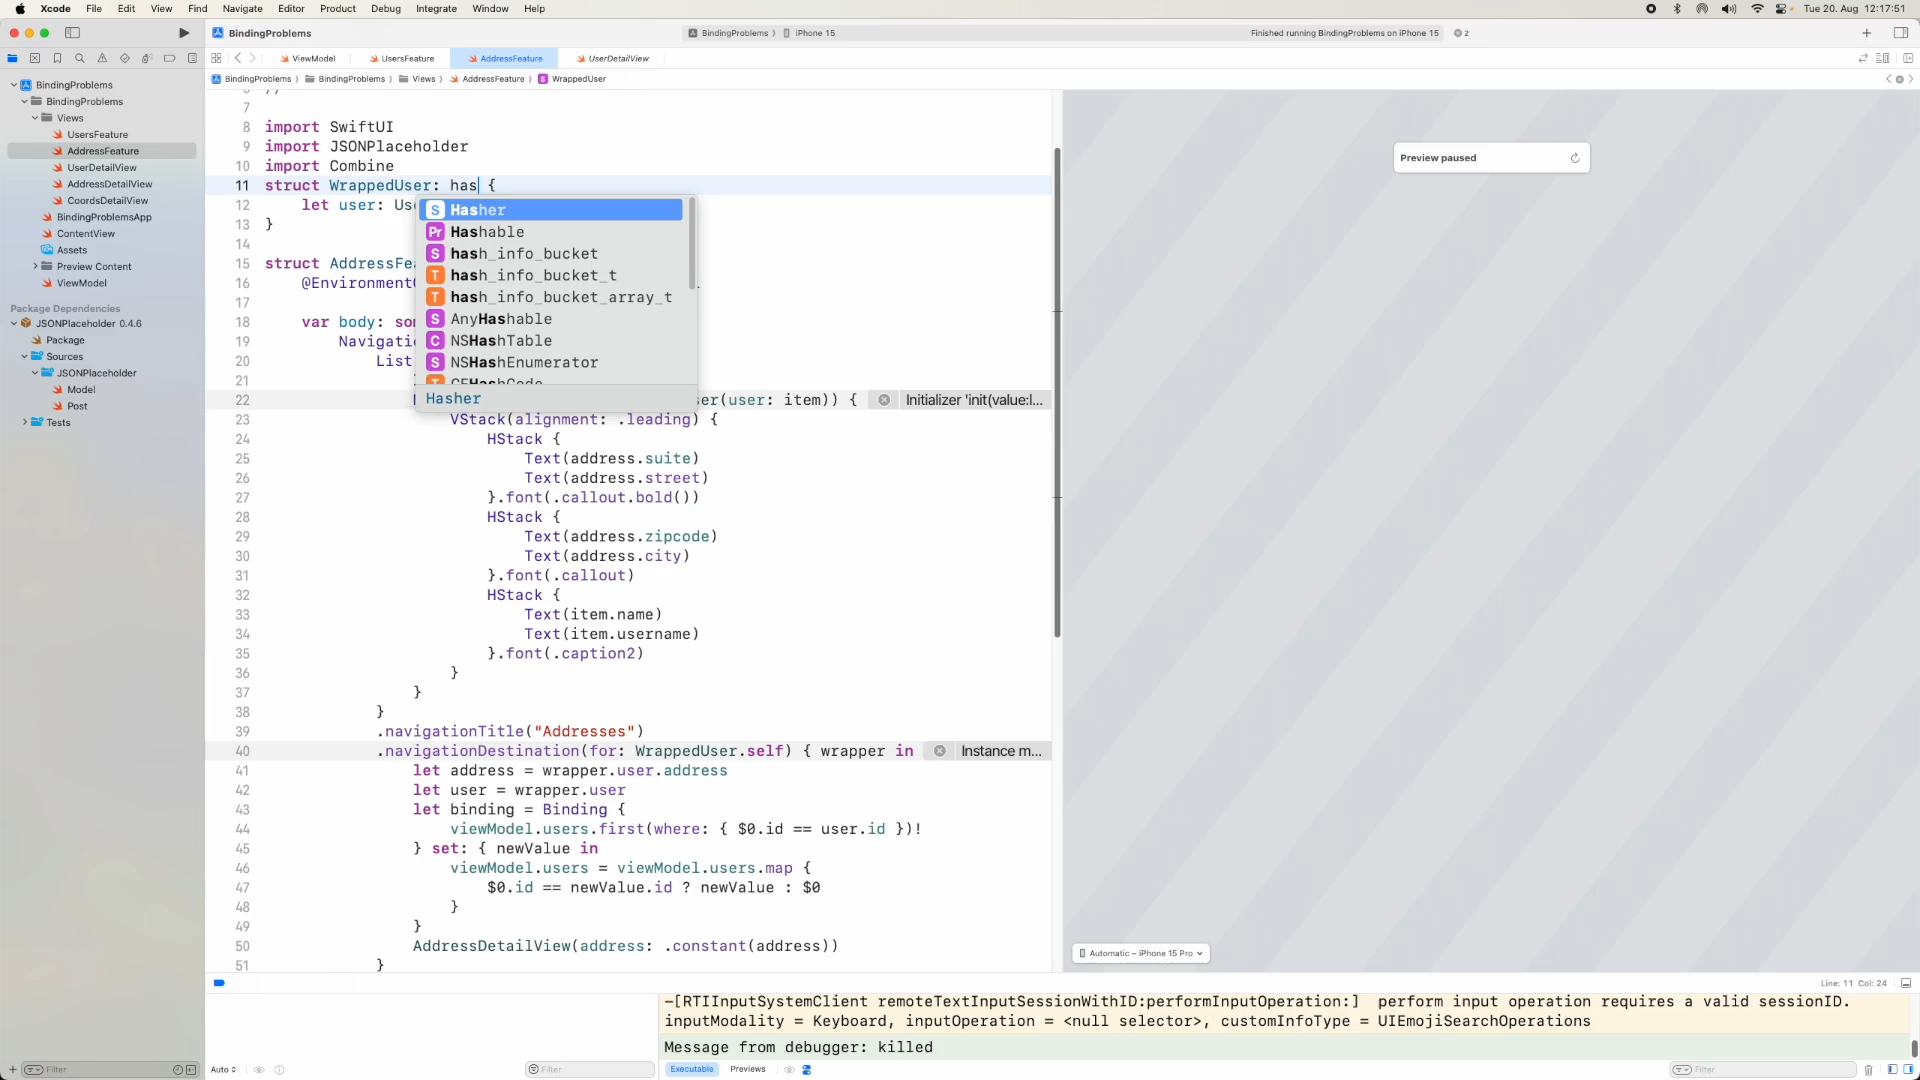 Xcode File Edit View Find Navigate Editor Product Debug Integrate Window Help Tue 20. Aug 12:17:51
BindingProblems BindingProblems iPhone 15 Finished running BindingProblems on iPhone 15 2
ViewModel UsersFeature AddressFeature UserDetailView
BindingProblems BindingProblems Views AddressFeature WrappedUser
BindingProblems
BindingProblems
Views
UsersFeature
AddressFeature
UserDetailView
AddressDetailView
CoordsDetailView
BindingProblemsApp
ContentView
Assets
Preview Content
ViewModel
Package Dependencies
JSONPlaceholder 0.4.6
Package
Sources
JSONPlaceholder
Model
Post
Tests
7
8 import SwiftUI
9 import JSONPlaceholder
10 import Combine
11 struct WrappedUser: has {
12 let user: Use
13 }
14
15 struct AddressFea
16 @Environment
17
18 var body: som
19 Navigatio
20 List
21
22 er(user: item)) { Initializer 'init(value:l...
23 VStack(alignment: .leading) {
24 HStack {
25 Text(address.suite)
26 Text(address.street)
27 }.font(.callout.bold())
28 HStack {
29 Text(address.zipcode)
30 Text(address.city)
31 }.font(.callout)
32 HStack {
33 Text(item.name)
34 Text(item.username)
35 }.font(.caption2)
36 }
37 }
38 }
39 .navigationTitle("Addresses")
40 .navigationDestination(for: WrappedUser.self) { wrapper in Instance m...
41 let address = wrapper.user.address
42 let user = wrapper.user
43 let binding = Binding {
44 viewModel.users.first(where: { $0.id == user.id })!
45 } set: { newValue in
46 viewModel.users = viewModel.users.map {
47 $0.id == newValue.id ? newValue : $0
48 }
49 }
50 AddressDetailView(address: .constant(address))
51 }
S Hasher
Pr Hashable
S hash_info_bucket
T hash_info_bucket_t
T hash_info_bucket_array_t
S AnyHashable
C NSHashTable
S NSHashEnumerator
T CFHashCode
Hasher
Preview paused
Automatic – iPhone 15 Pro
Line: 11 Col: 24
-[RTIInputSystemClient remoteTextInputSessionWithID:performInputOperation:] perform input operation requires a valid sessionID.
inputModality = Keyboard, inputOperation = <null selector>, customInfoType = UIEmojiSearchOperations
Message from debugger: killed
Filter Auto Filter Executable Previews Filter